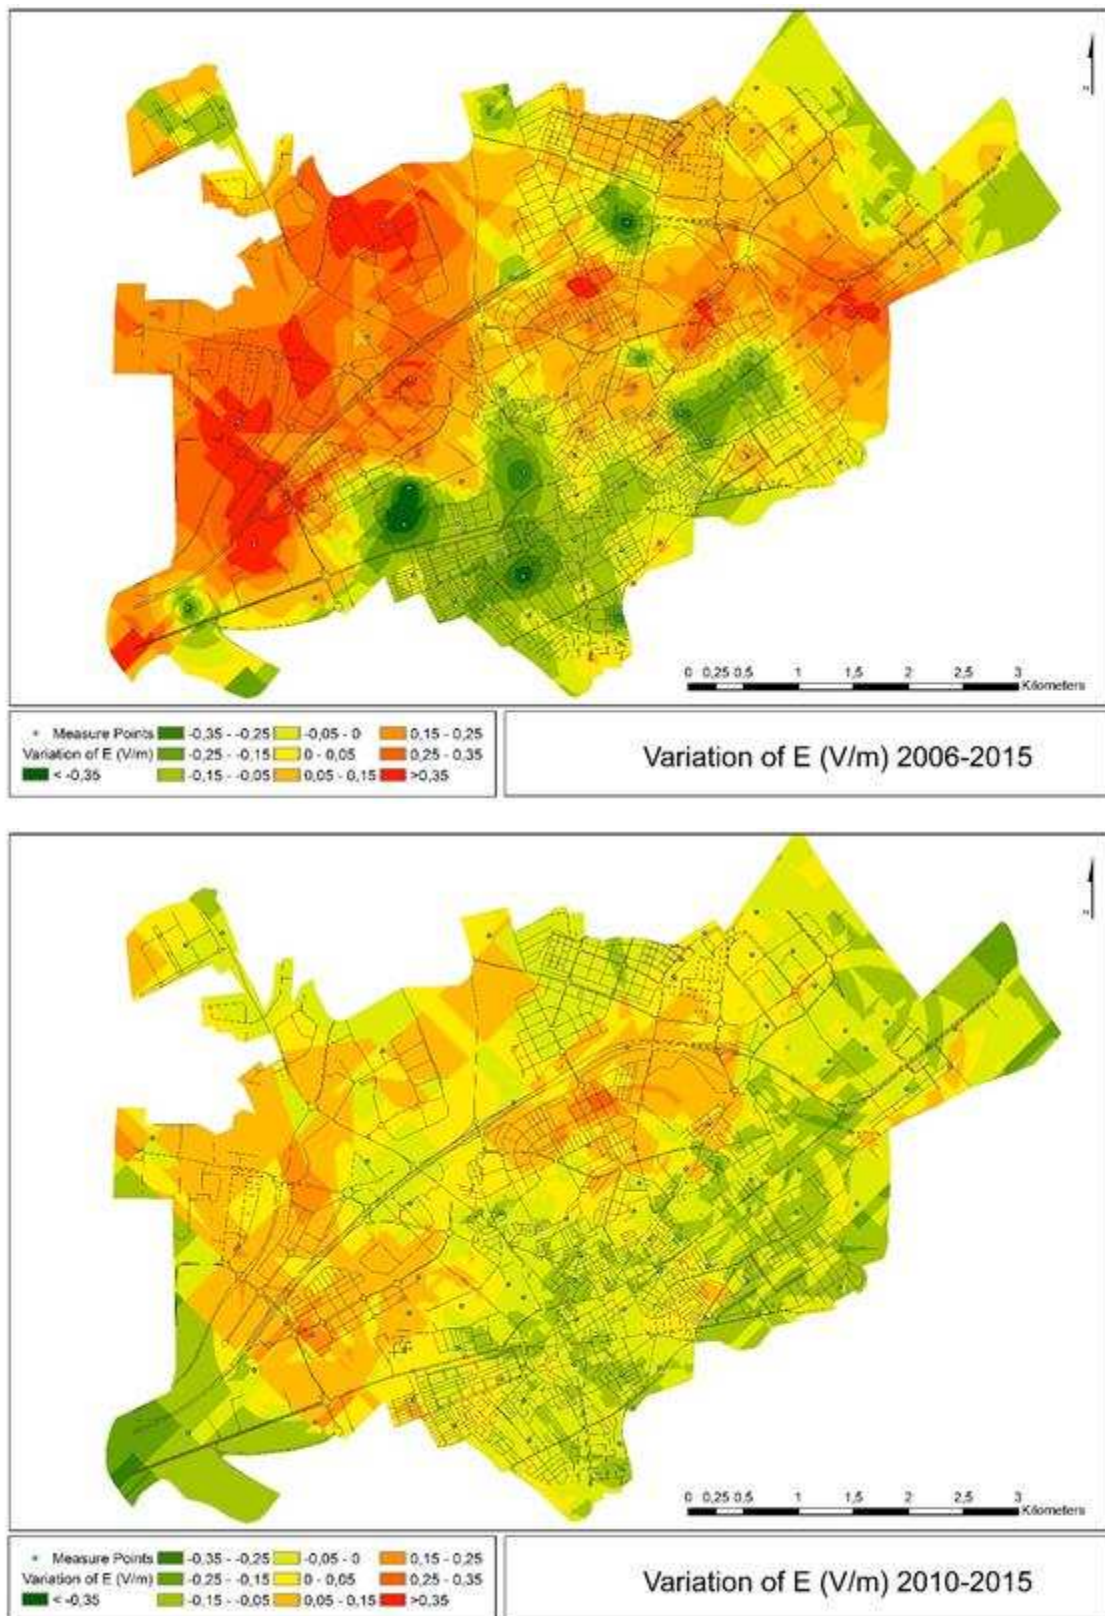 N
0 0,25 0,5 1 1,5 2 2,5 3
Kilometers
Measure Points -0,35 - -0,25 -0,05 - 0 0,15 - 0,25
Variation of E (V/m) -0,25 - -0,15 0 - 0,05 0,25 - 0,35
< -0,35 -0,15 - -0,05 0,05 - 0,15 >0,35
Variation of E (V/m) 2006-2015
N
0 0,25 0,5 1 1,5 2 2,5 3
Kilometers
Measure Points -0,35 - -0,25 -0,05 - 0 0,15 - 0,25
Variation of E (V/m) -0,25 - -0,15 0 - 0,05 0,25 - 0,35
< -0,35 -0,15 - -0,05 0,05 - 0,15 >0,35
Variation of E (V/m) 2010-2015